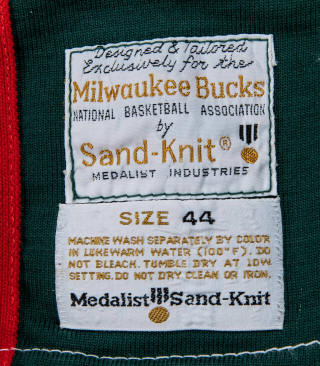 Designed & Tailored
Exclusively for the
Milwaukee Bucks
NATIONAL BASKETBALL ASSOCIATION
by
Sand-Knit®
MEDALIST INDUSTRIES
SIZE 44
MACHINE WASH SEPARATELY BY COLOR
IN LUKEWARM WATER (100°F). DO
NOT BLEACH. TUMBLE DRY AT LOW
SETTING. DO NOT DRY CLEAN OR IRON.
Medalist Sand-Knit